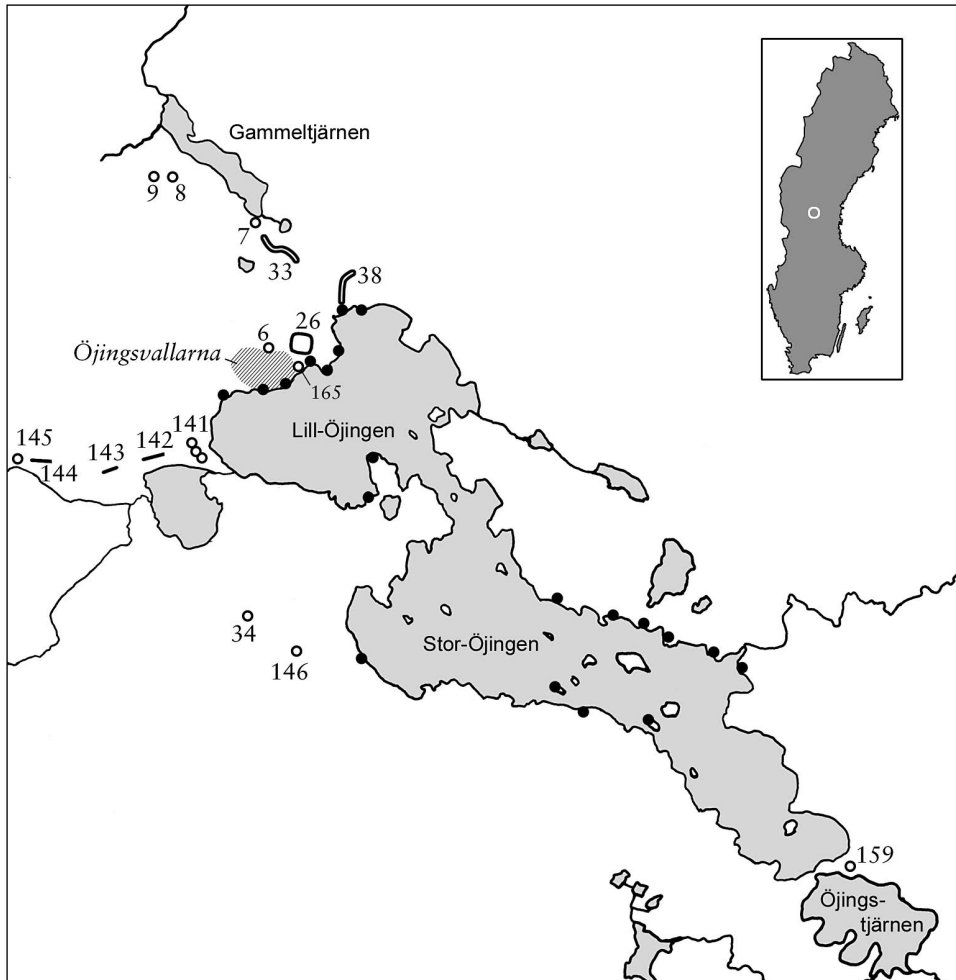 Gammeltjärnen
9 8
7
33
38
26
6
Öjingsvallarna
165
Lill-Öjingen
141
142
145
143
144
34
Stor-Öjingen
146
159
Öjings-
tjärnen